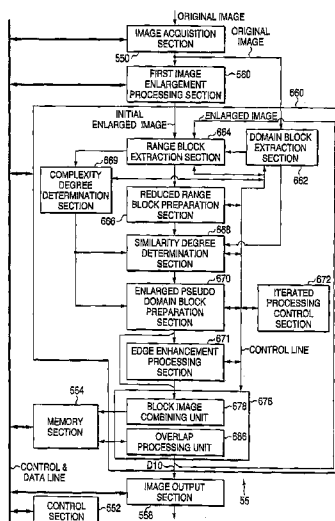 ORIGINAL IMAGE
IMAGE ACQUISITION
SECTION
ORIGINAL
IMAGE
550
FIRST IMAGE
ENLARGEMENT
PROCESSING SECTION
560
660
INITIAL
ENLARGED IMAGE
ENLARGED IMAGE
664
RANGE BLOCK
EXTRACTION SECTION
DOMAIN BLOCK
EXTRACTION
SECTION
662
669
COMPLEXITY
DEGREE
DETERMINATION
SECTION
REDUCED RANGE
BLOCK PREPARATION
SECTION
666
668
SIMILARITY DEGREE
DETERMINATION
SECTION
670
ENLARGED PSEUDO
DOMAIN BLOCK
PREPARATION
SECTION
672
ITERATED
PROCESSING
CONTROL
SECTION
671
EDGE ENHANCEMENT
PROCESSING
SECTION
CONTROL LINE
676
BLOCK IMAGE
COMBINING UNIT
678
554
MEMORY
SECTION
OVERLAP
PROCESSING UNIT
686
D10
CONTROL &
DATA LINE
IMAGE OUTPUT
SECTION
55
CONTROL
SECTION
552
558